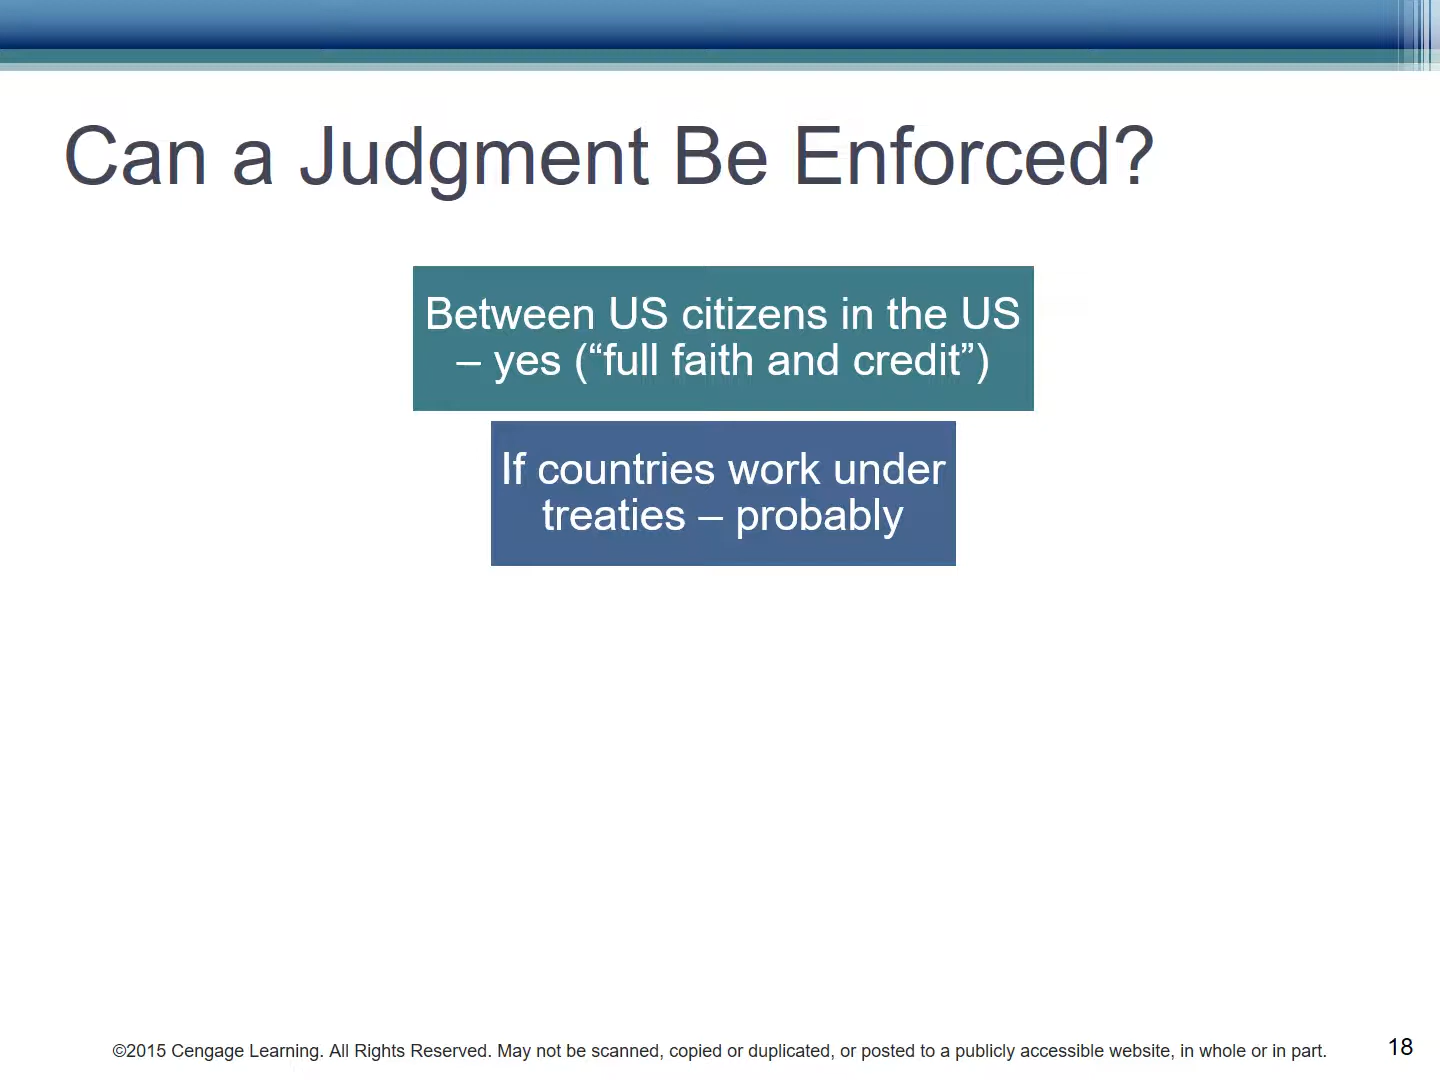 Can a Judgment Be Enforced?
Between US citizens in the US
– yes (“full faith and credit”)
If countries work under
treaties – probably
©2015 Cengage Learning. All Rights Reserved. May not be scanned, copied or duplicated, or posted to a publicly accessible website, in whole or in part.
18